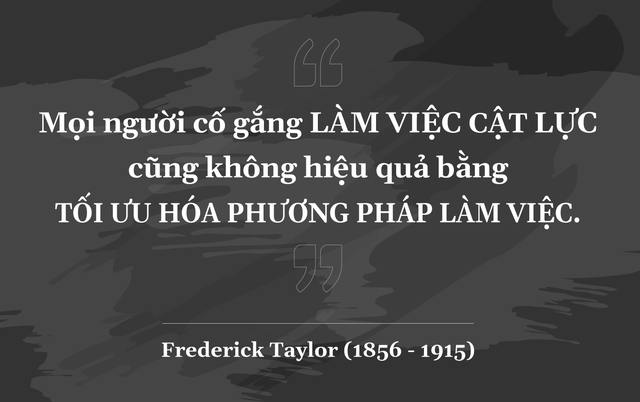 “
Mọi người cố gắng LÀM VIỆC CẬT LỰC
cũng không hiệu quả bằng
TỐI ƯU HÓA PHƯƠNG PHÁP LÀM VIỆC.
”
Frederick Taylor (1856 - 1915)